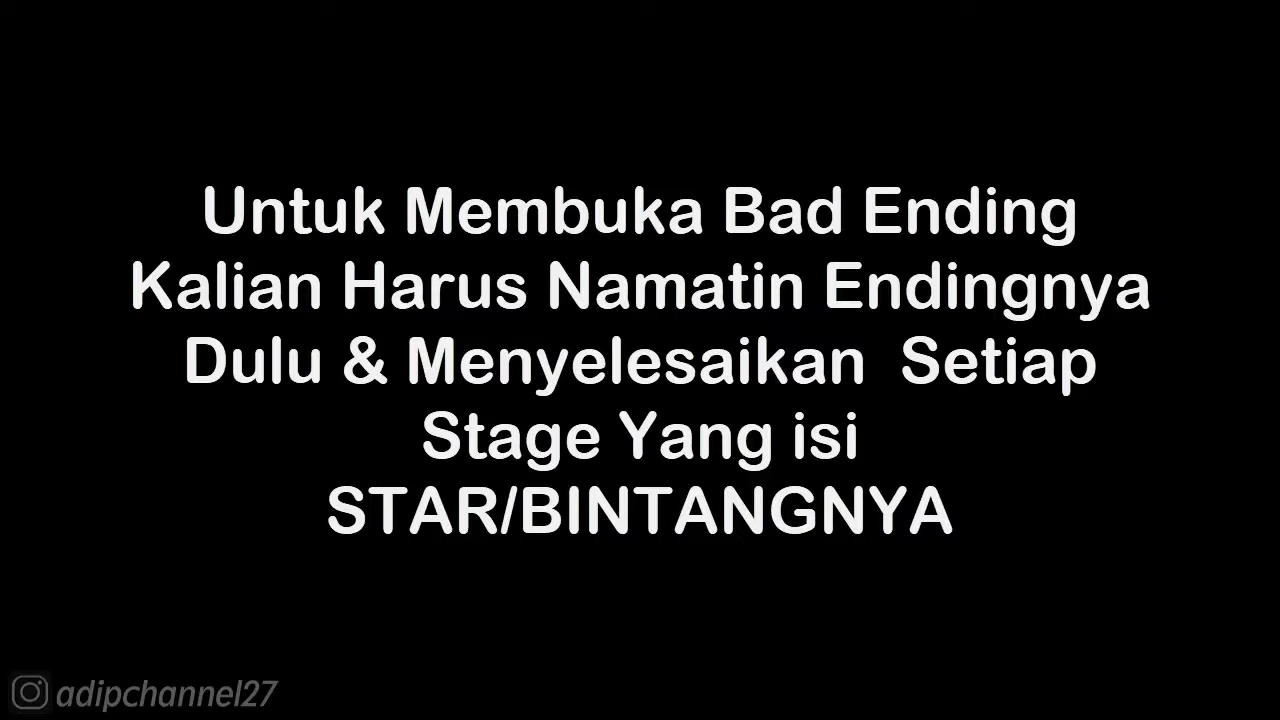 Untuk Membuka Bad Ending
Kalian Harus Namatin Endingnya
Dulu & Menyelesaikan Setiap
Stage Yang isi
STAR/BINTANGNYA
adipchannel27